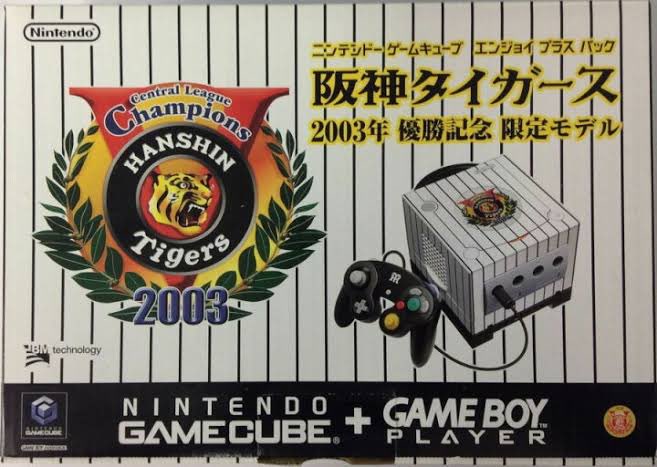 Nintendo
ニンテンドーゲームキューブ エンジョイ プラス パック
阪神タイガース
2003年 優勝記念 限定モデル
Central League
Champions
HANSHIN
Tigers
2003
IBM technology
NINTENDO
GAMECUBE®
+
GAME BOY™
PLAYER
NINTENDO
GAMECUBE